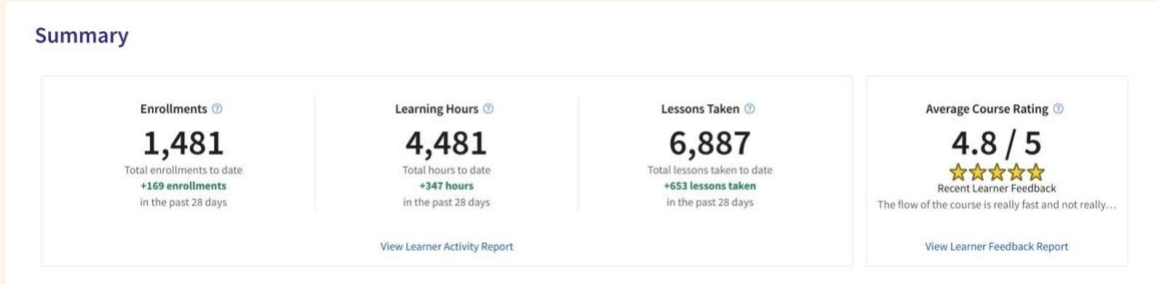 Summary
Enrollments
1,481
Total enrollments to date
+169 enrollments
in the past 28 days
Learning Hours
4,481
Total hours to date
+347 hours
in the past 28 days
Lessons Taken
6,887
Total lessons taken to date
+653 lessons taken
in the past 28 days
View Learner Activity Report
Average Course Rating
4.8 / 5
Recent Learner Feedback
The flow of the course is really fast and not really...
View Learner Feedback Report